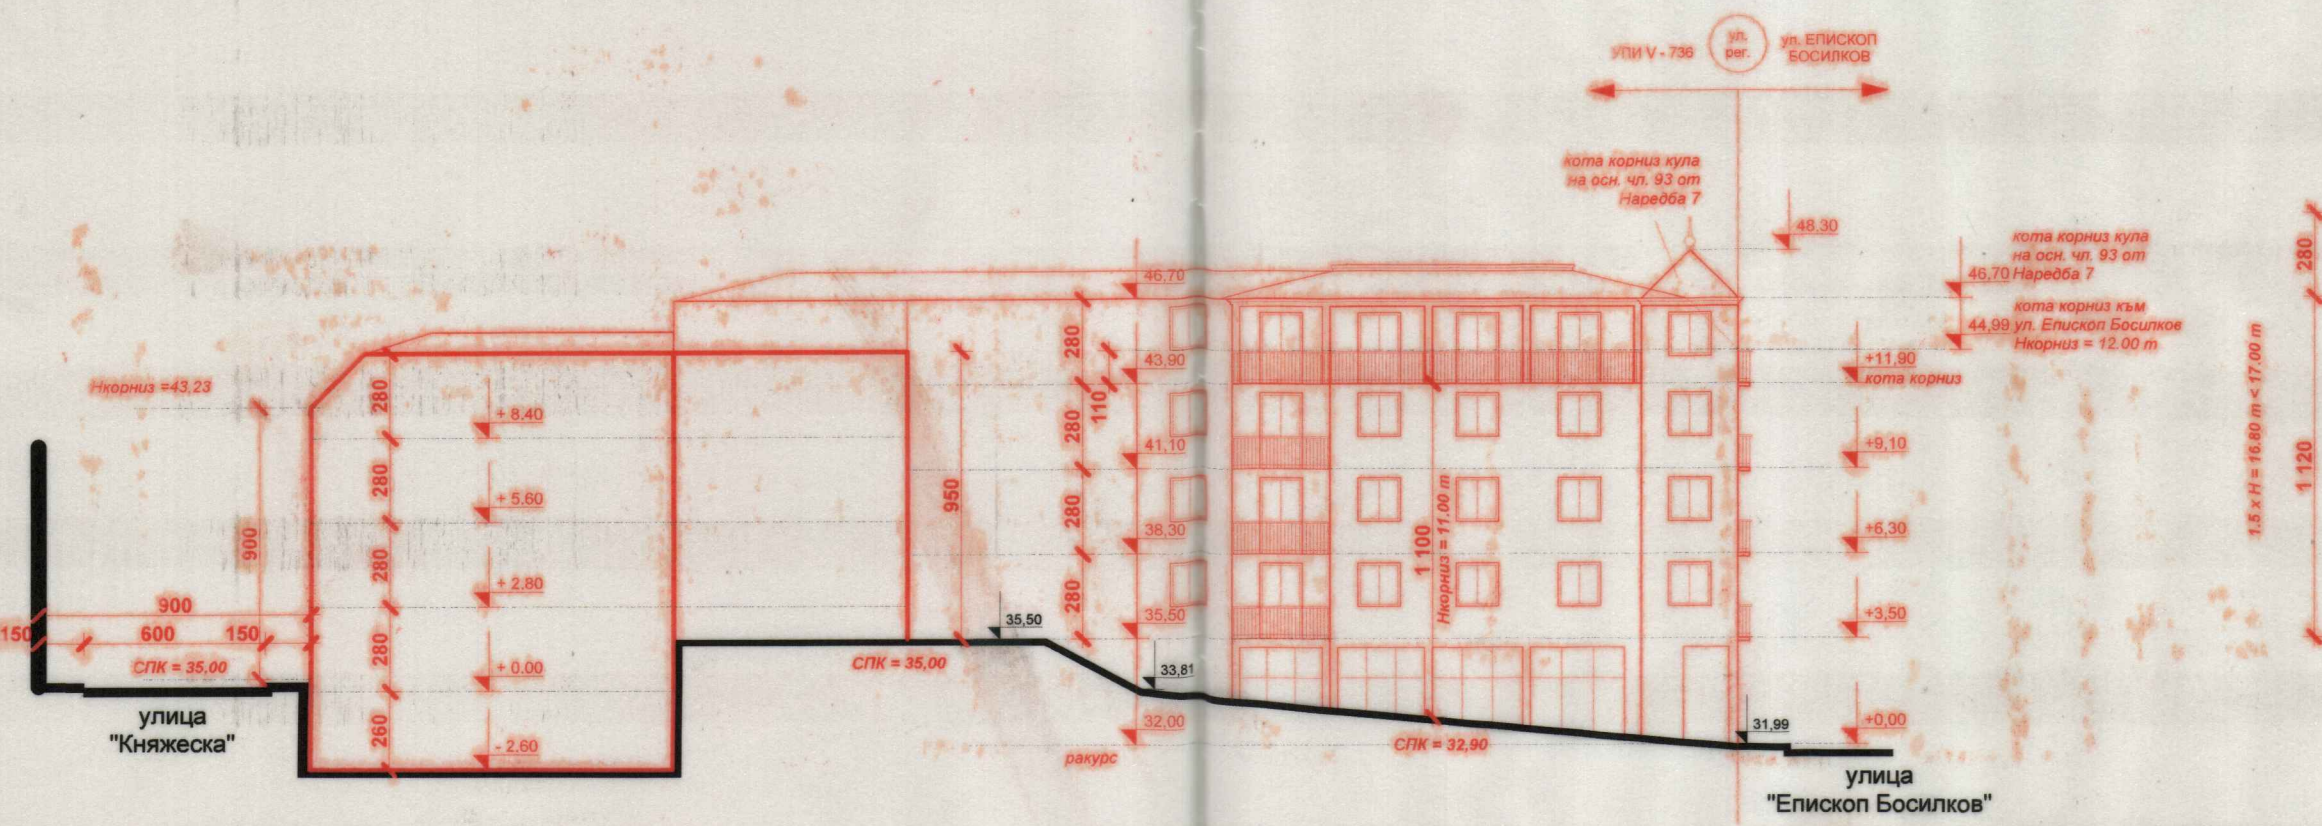 УПИ V - 736
ул.
рег.
ул. ЕПИСКОП
БОСИЛКОВ
кота корниз кула
на осн. чл. 93 от
Наредба 7
48.30
кота корниз кула
на осн. чл. 93 от
Наредба 7
46,70
кота корниз към
ул. Епископ Босилков
Нкорниз = 12.00 m
44,99
280
1 120
1.5 x H = 16.80 m < 17.00 m
+11,90
кота корниз
+9,10
+6,30
+3,50
+0,00
46,70
43,90
41,10
38,30
35,50
32,00
ракурс
280
280
280
280
110
950
1 100
Нкорниз = 11.00 m
Нкорниз =43,23
900
280
280
280
280
260
+ 8.40
+ 5.60
+ 2.80
+ 0.00
- 2.60
900
150
600
150
СПК = 35,00
СПК = 35,00
СПК = 32,90
35,50
33,81
31,99
улица
"Княжеска"
улица
"Епископ Босилков"